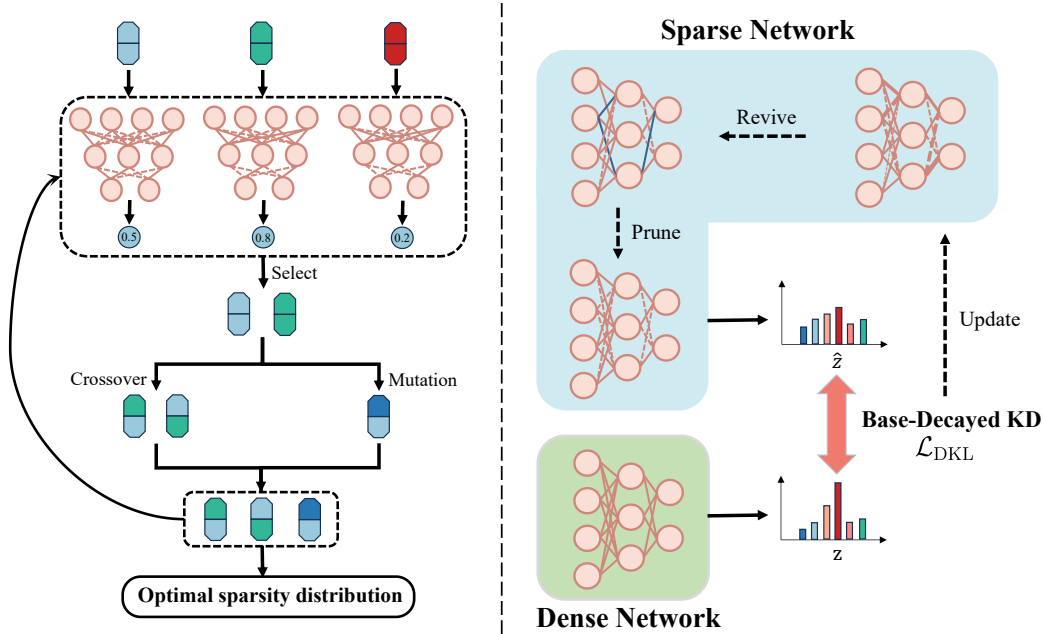 0.5
0.8
0.2
Select
Crossover
Mutation
Optimal sparsity distribution
Sparse Network
Revive
Prune
Update
ẑ
Base-Decayed KD
ℒ_DKL
z
Dense Network